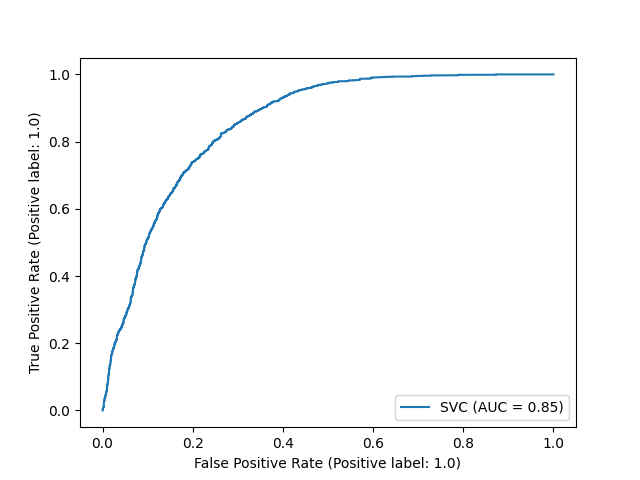 1.0
0.8
0.6
0.4
0.2
0.0
True Positive Rate (Positive label: 1.0)
SVC (AUC = 0.85)
0.0 0.2 0.4 0.6 0.8 1.0
False Positive Rate (Positive label: 1.0)